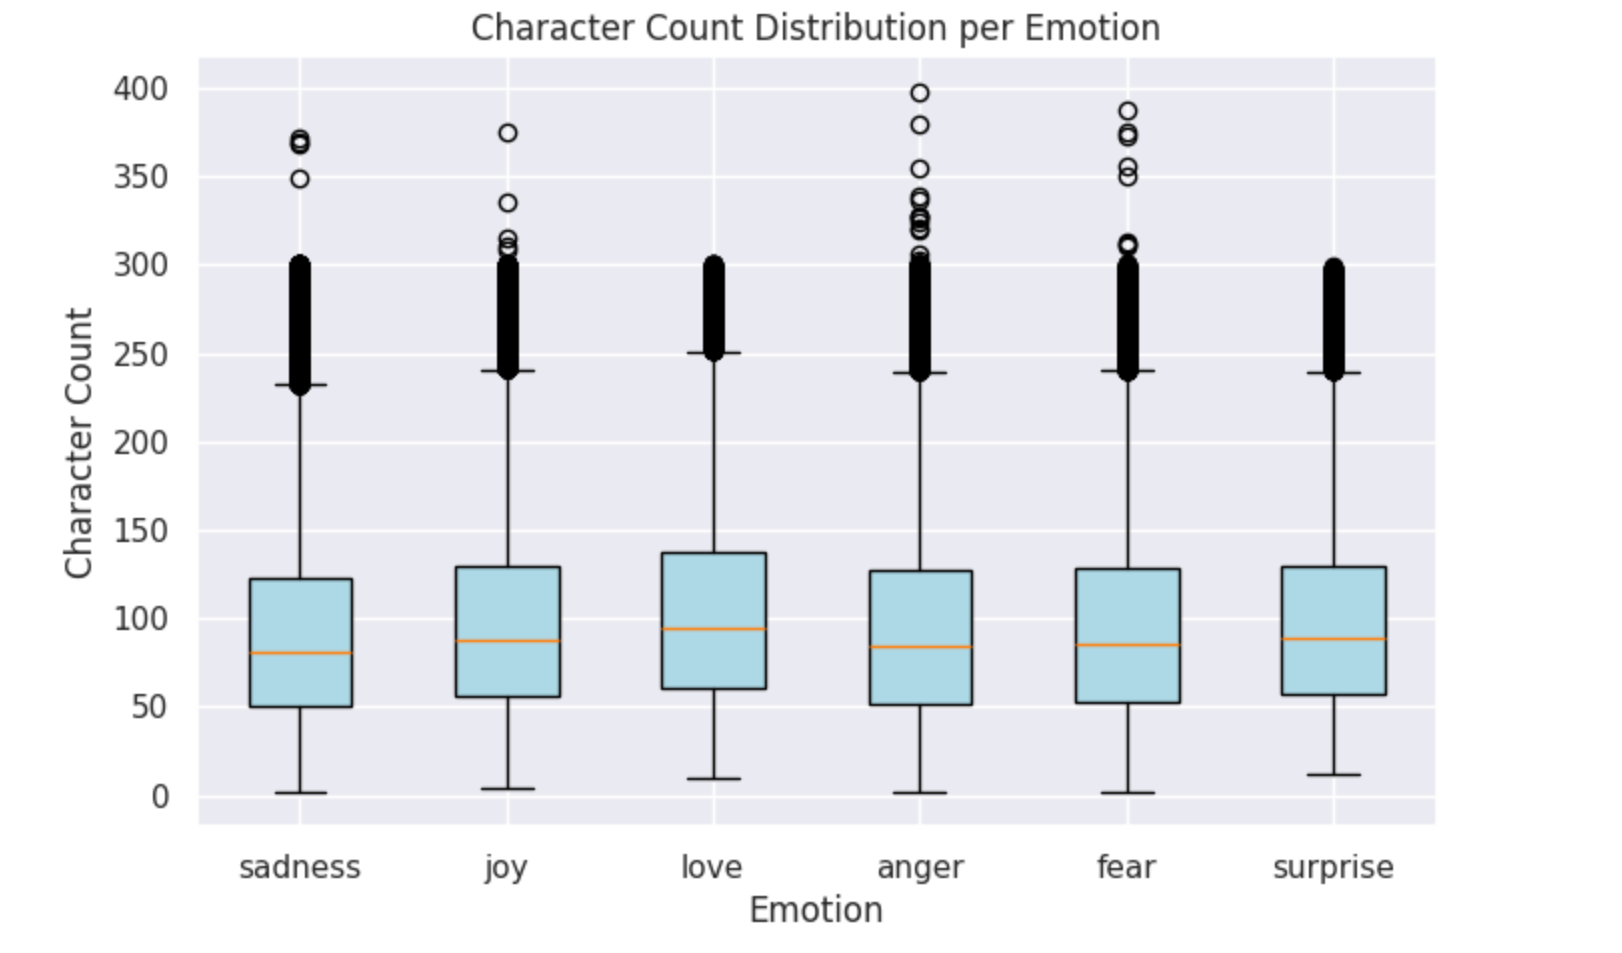 Character Count Distribution per Emotion
400
350
300
250
200
150
100
50
0
Character Count
sadness joy love anger fear surprise
Emotion